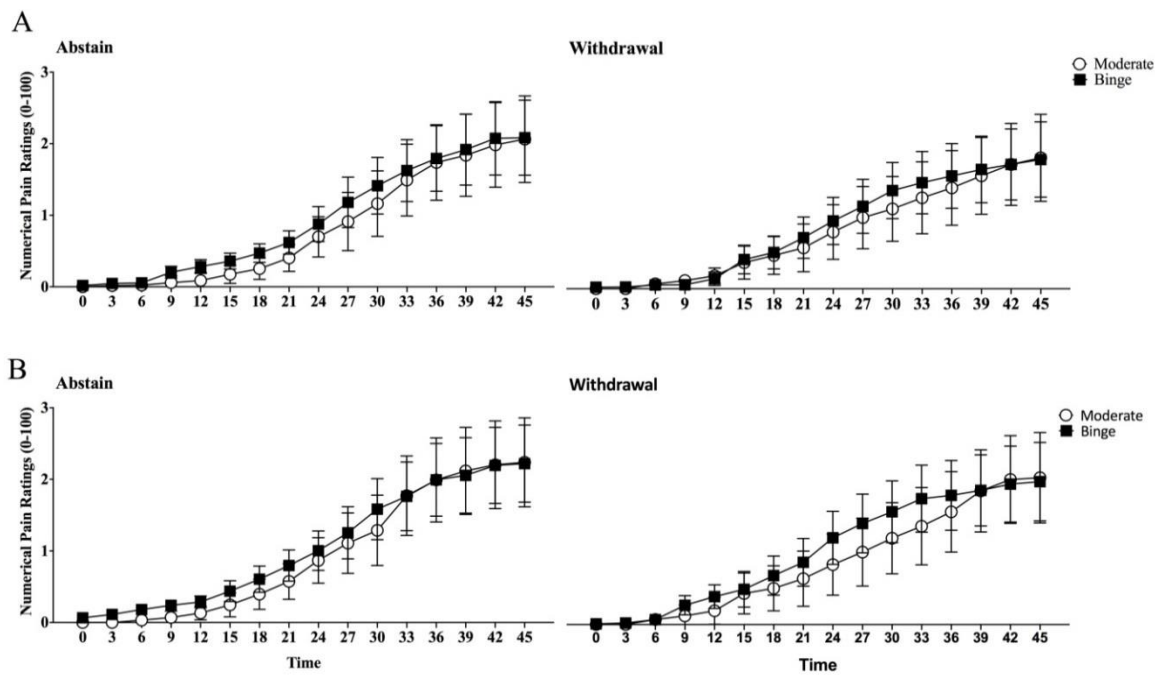 A
Abstain
Withdrawal
Moderate
Binge
Numerical Pain Ratings (0-100)
3
2
1
0
0 3 6 9 12 15 18 21 24 27 30 33 36 39 42 45
0 3 6 9 12 15 18 21 24 27 30 33 36 39 42 45
B
Abstain
Withdrawal
Moderate
Binge
Numerical Pain Ratings (0-100)
3
2
1
0
0 3 6 9 12 15 18 21 24 27 30 33 36 39 42 45
0 3 6 9 12 15 18 21 24 27 30 33 36 39 42 45
Time
Time